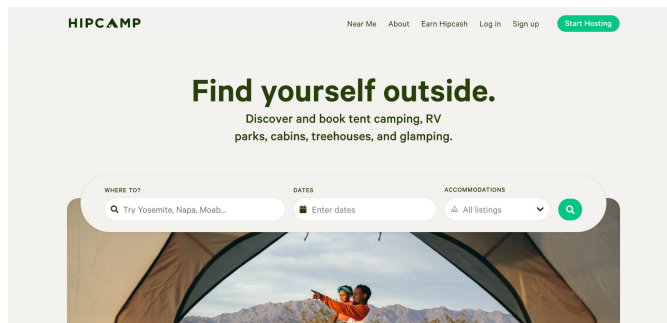 HIPCAMP
Near Me About Earn Hipcash Log in Sign up Start Hosting
Find yourself outside.
Discover and book tent camping, RV
parks, cabins, treehouses, and glamping.
WHERE TO? DATES ACCOMMODATIONS
Try Yosemite, Napa, Moab... Enter dates All listings